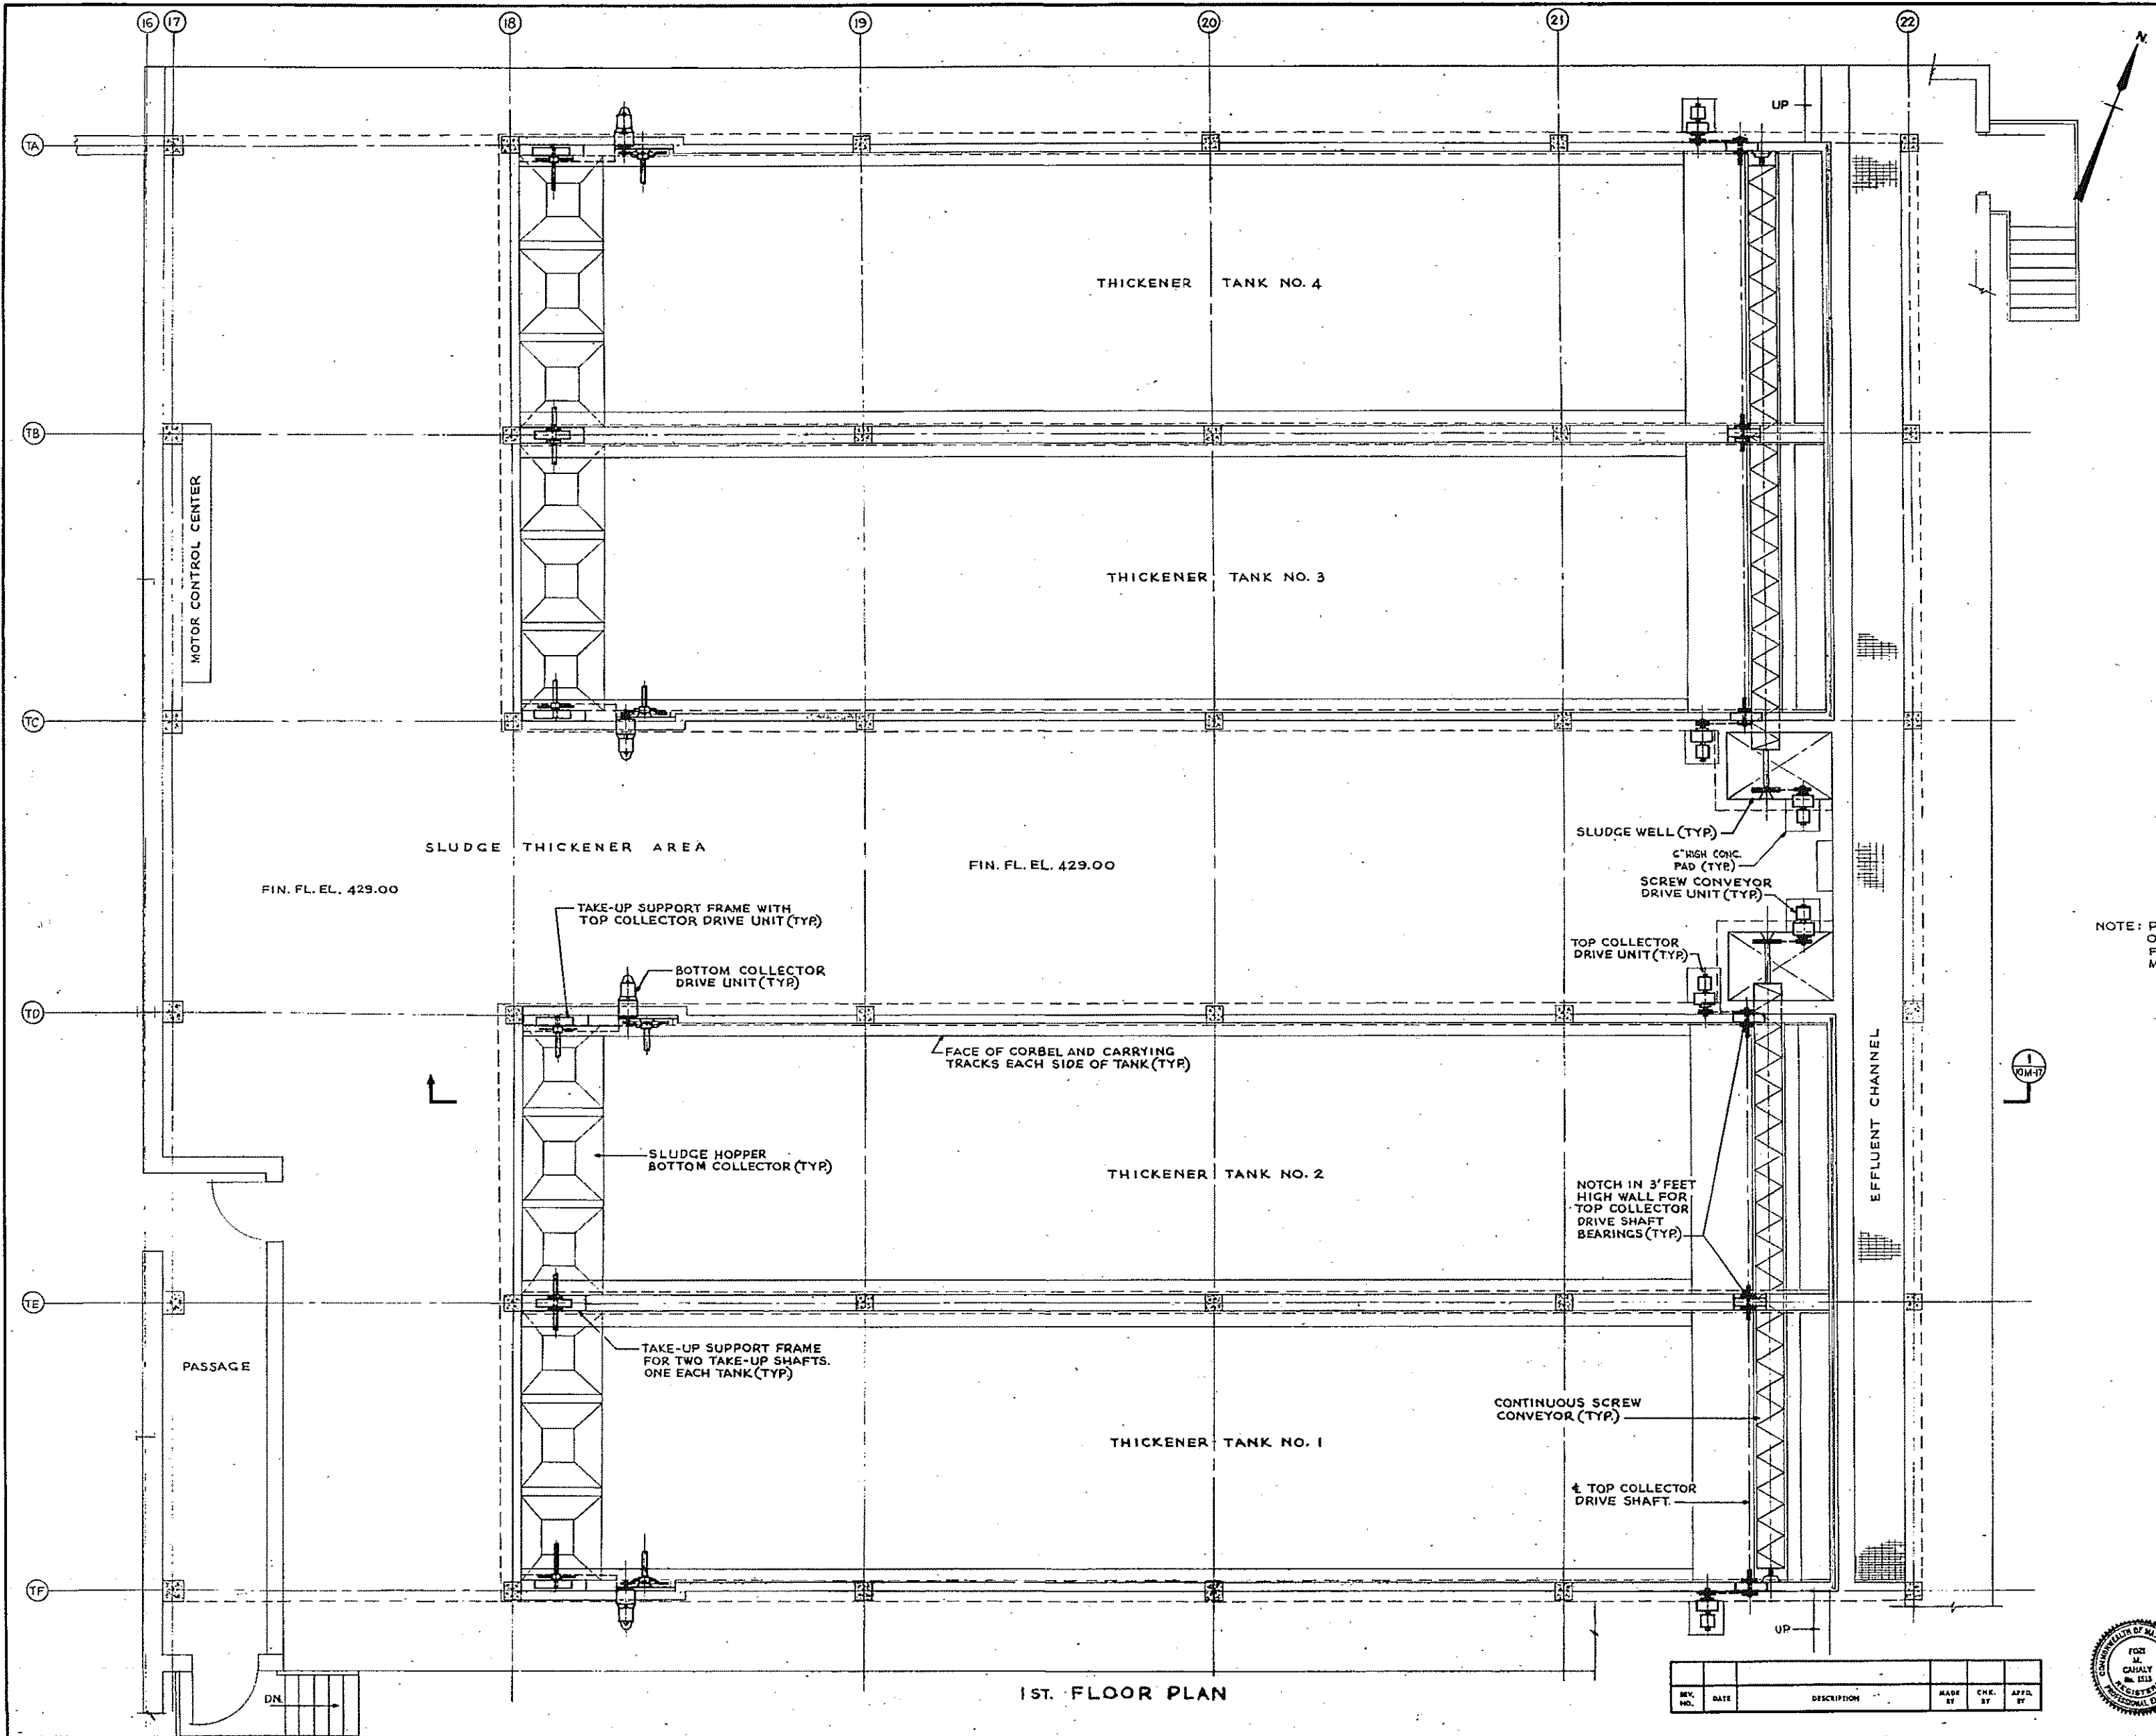 16 17 18 19 20 21 22
N.
UP
TA
THICKENER TANK NO. 4
TB
MOTOR CONTROL CENTER
THICKENER TANK NO. 3
TC
SLUDGE WELL (TYP.)
SLUDGE THICKENER AREA
6" HIGH CONC.
PAD (TYP.)
FIN. FL. EL. 429.00
FIN. FL. EL. 429.00
SCREW CONVEYOR
DRIVE UNIT (TYP.)
TAKE-UP SUPPORT FRAME WITH
TOP COLLECTOR DRIVE UNIT (TYP.)
NOTE:
TOP COLLECTOR
DRIVE UNIT (TYP.)
BOTTOM COLLECTOR
DRIVE UNIT (TYP.)
TD
FACE OF CORBEL AND CARRYING
TRACKS EACH SIDE OF TANK (TYP.)
1
10M-17
EFFLUENT CHANNEL
SLUDGE HOPPER
BOTTOM COLLECTOR (TYP.)
THICKENER TANK NO. 2
NOTCH IN 3' FEET
HIGH WALL FOR
TOP COLLECTOR
DRIVE SHAFT
BEARINGS (TYP.)
TE
PASSAGE
TAKE-UP SUPPORT FRAME
FOR TWO TAKE-UP SHAFTS.
ONE EACH TANK (TYP.)
CONTINUOUS SCREW
CONVEYOR (TYP.)
THICKENER TANK NO. 1
℄ TOP COLLECTOR
DRIVE SHAFT.
TF
UP
DN.
1ST. FLOOR PLAN
REV. NO.
DATE
DESCRIPTION
MADE BY
CHK. BY
APPD. BY
COMMONWEALTH OF
M.
CAHALY